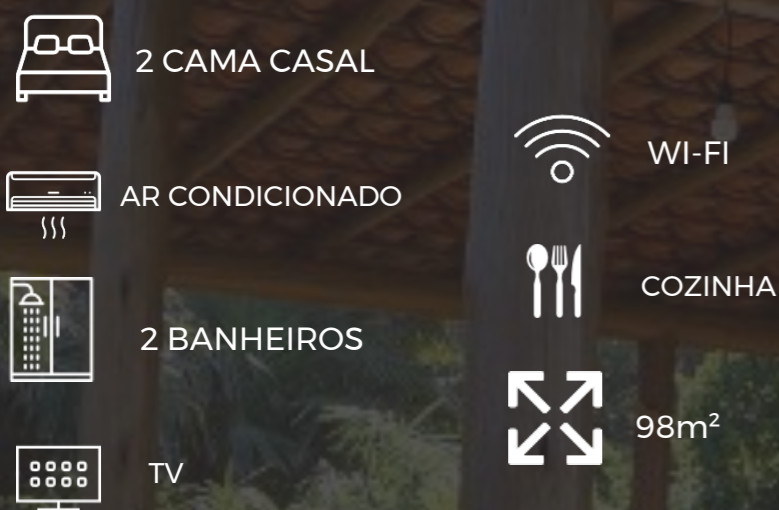 2 CAMA CASAL
AR CONDICIONADO
2 BANHEIROS
TV
WI-FI
COZINHA
98m²